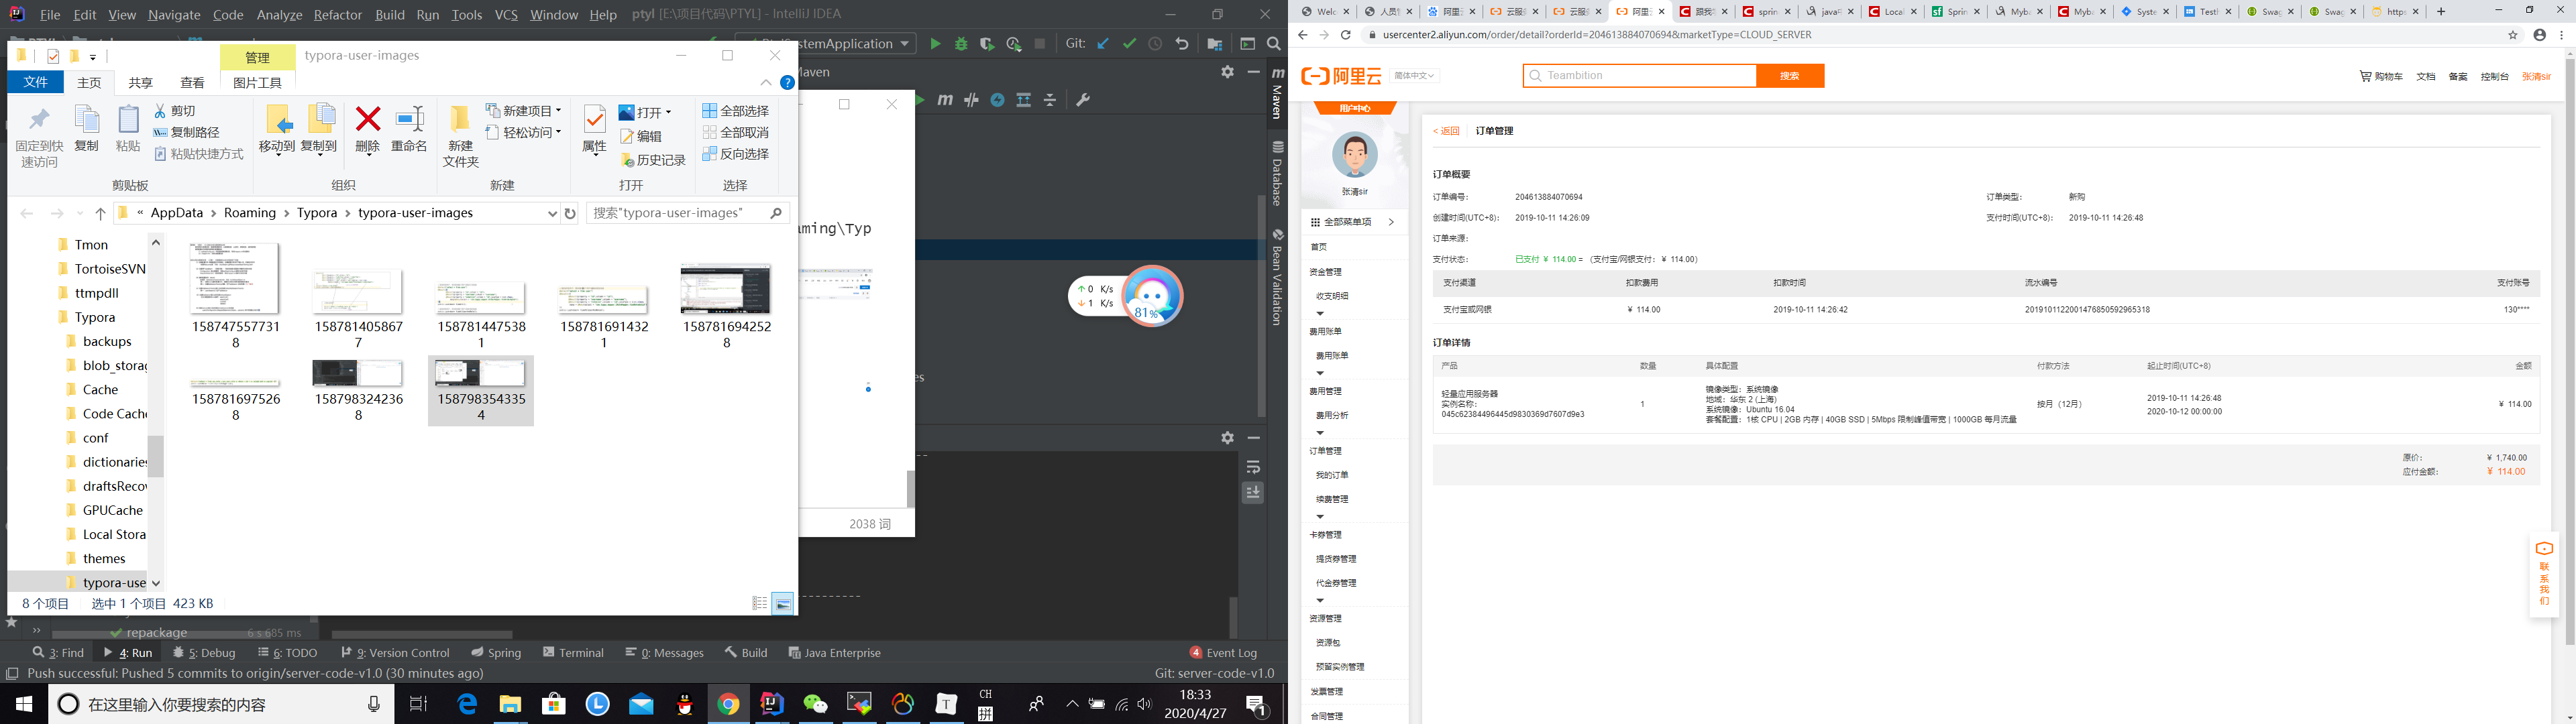 File Edit View Navigate Code Analyze Refactor Build Run Tools VCS Window Help ptyl [E:\项目代码\PTYL] - IntelliJ IDEA
管理 typora-user-images
文件 主页 共享 查看 图片工具
固定到快速访问
复制
粘贴
剪切
复制路径
粘贴快捷方式
移动到 复制到 删除 重命名
新建文件夹
新建项目
轻松访问
属性
打开
编辑
历史记录
全部选择
全部取消
反向选择
剪贴板 组织 新建 打开 选择
« AppData Roaming Typora typora-user-images
搜索"typora-user-images"
Tmon
TortoiseSVN
ttmpdll
Typora
backups
blob_storag
Cache
Code Cache
conf
dictionaries
draftsRecov
GPUCache
Local Stora
themes
typora-use
1587475577318
1587814058677
1587814475381
1587816914321
1587816942528
1587816975268
1587983242368
1587983543354
8 个项目 选中 1 个项目 423 KB
SystemApplication
Git:
Maven
Maven
Database
Bean Validation
aming\Typ
2038 词
0 K/s
1 K/s
81%
repackage 6 s 685 ms
3: Find 4: Run 5: Debug 6: TODO 9: Version Control Spring Terminal 0: Messages Build Java Enterprise 4 Event Log
Push successful: Pushed 5 commits to origin/server-code-v1.0 (30 minutes ago) Git: server-code-v1.0
在这里输入你要搜索的内容
CH
拼
18:33
2020/4/27
1
Welc 阿里云 云服务 云服务 阿里云 sprin Local Sprin Myba Myba Syste Testh Swag Swag https
usercenter2.aliyun.com/order/detail?orderId=204613884070694&marketType=CLOUD_SERVER
阿里云 简体中文 Teambition 搜索 购物车 文档 备案 控制台 张清sir
用户中心
张清sir
全部菜单项
首页
资金管理
收支明细
费用账单
费用账单
费用管理
费用分析
订单管理
我的订单
续费管理
卡券管理
提货券管理
代金券管理
资源管理
资源包
预留实例管理
发票管理
合同管理
< 返回 订单管理
订单概要
订单编号: 204613884070694 订单类型: 新购
创建时间(UTC+8): 2019-10-11 14:26:09 支付时间(UTC+8): 2019-10-11 14:26:48
订单来源:
支付状态: 已支付 ¥ 114.00 = （支付宝/网银支付: ¥ 114.00）
支付渠道 扣款费用 扣款时间 流水编号 支付账号
支付宝或网银 ¥ 114.00 2019-10-11 14:26:42 2019101122001476850592965318 130****
订单详情
产品 数量 具体配置 付款方法 起止时间(UTC+8) 金额
轻量应用服务器
实例名称:
045c62384496445d9830369d7607d9e3
1
镜像类型: 系统镜像
地域: 华东 2 (上海)
系统镜像: Ubuntu 16.04
套餐配置: 1核 CPU | 2GB 内存 | 40GB SSD | 5Mbps 限制峰值带宽 | 1000GB 每月流量
按月（12月）
2019-10-11 14:26:48
2020-10-12 00:00:00
¥ 114.00
原价: ¥ 1,740.00
应付金额: ¥ 114.00
联系我们